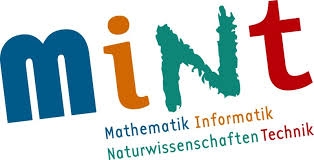 miNt
Mathematik Informatik
Naturwissenschaften Technik